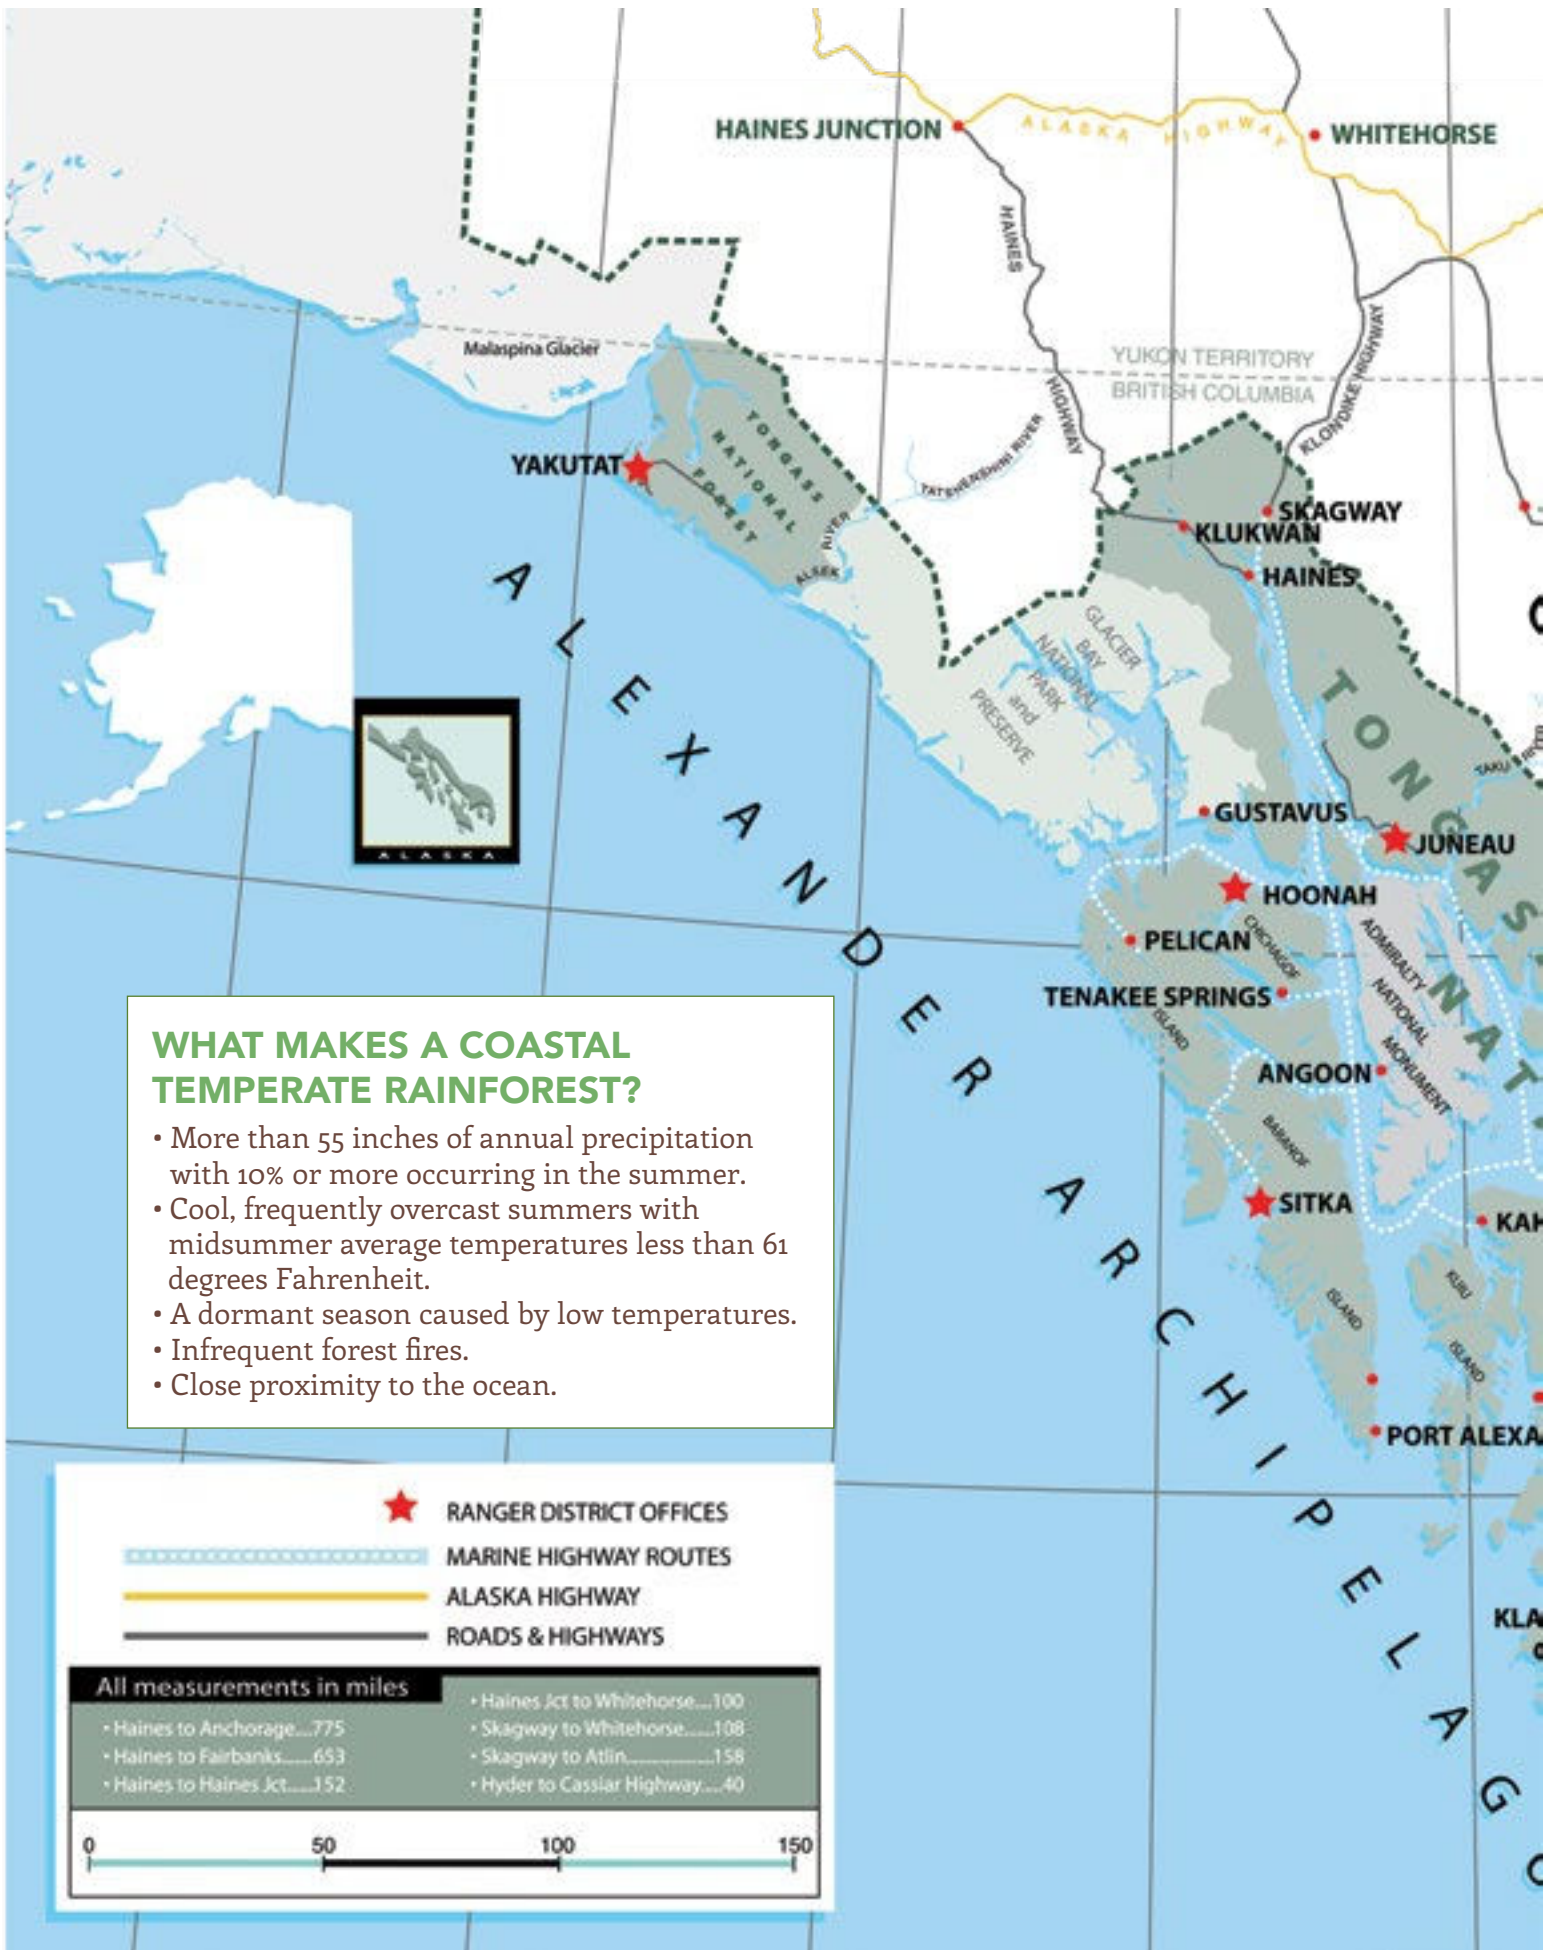 HAINES JUNCTION
ALASKA HIGHWAY
WHITEHORSE
HAINES
HIGHWAY
Malaspina Glacier
YUKON TERRITORY
BRITISH COLUMBIA
KLONDIKE HIGHWAY
TATSHENSHINI RIVER
YAKUTAT
TONGASS
NATIONAL
FOREST
ALSEK
RIVER
SKAGWAY
KLUKWAN
HAINES
GLACIER
BAY
NATIONAL
PARK
and
PRESERVE
TAKU RIVER
GUSTAVUS
JUNEAU
HOONAH
PELICAN
CHICHAGOF
ISLAND
TENAKEE SPRINGS
ADMIRALTY
NATIONAL
MONUMENT
ANGOON
BARANOF
ISLAND
SITKA
KAK
KUIU
ISLAND
PORT ALEXA
KLA
TONGAS
NAT
ALEXANDER
ARCHIPELAGO
ALASKA
WHAT MAKES A COASTAL
TEMPERATE RAINFOREST?
• More than 55 inches of annual precipitation
with 10% or more occurring in the summer.
• Cool, frequently overcast summers with
midsummer average temperatures less than 61
degrees Fahrenheit.
• A dormant season caused by low temperatures.
• Infrequent forest fires.
• Close proximity to the ocean.
RANGER DISTRICT OFFICES
MARINE HIGHWAY ROUTES
ALASKA HIGHWAY
ROADS & HIGHWAYS
All measurements in miles
• Haines to Anchorage....775
• Haines to Fairbanks.......653
• Haines to Haines Jct......152
• Haines Jct to Whitehorse....100
• Skagway to Whitehorse.......108
• Skagway to Atlin....................158
• Hyder to Cassiar Highway.....40
0 50 100 150